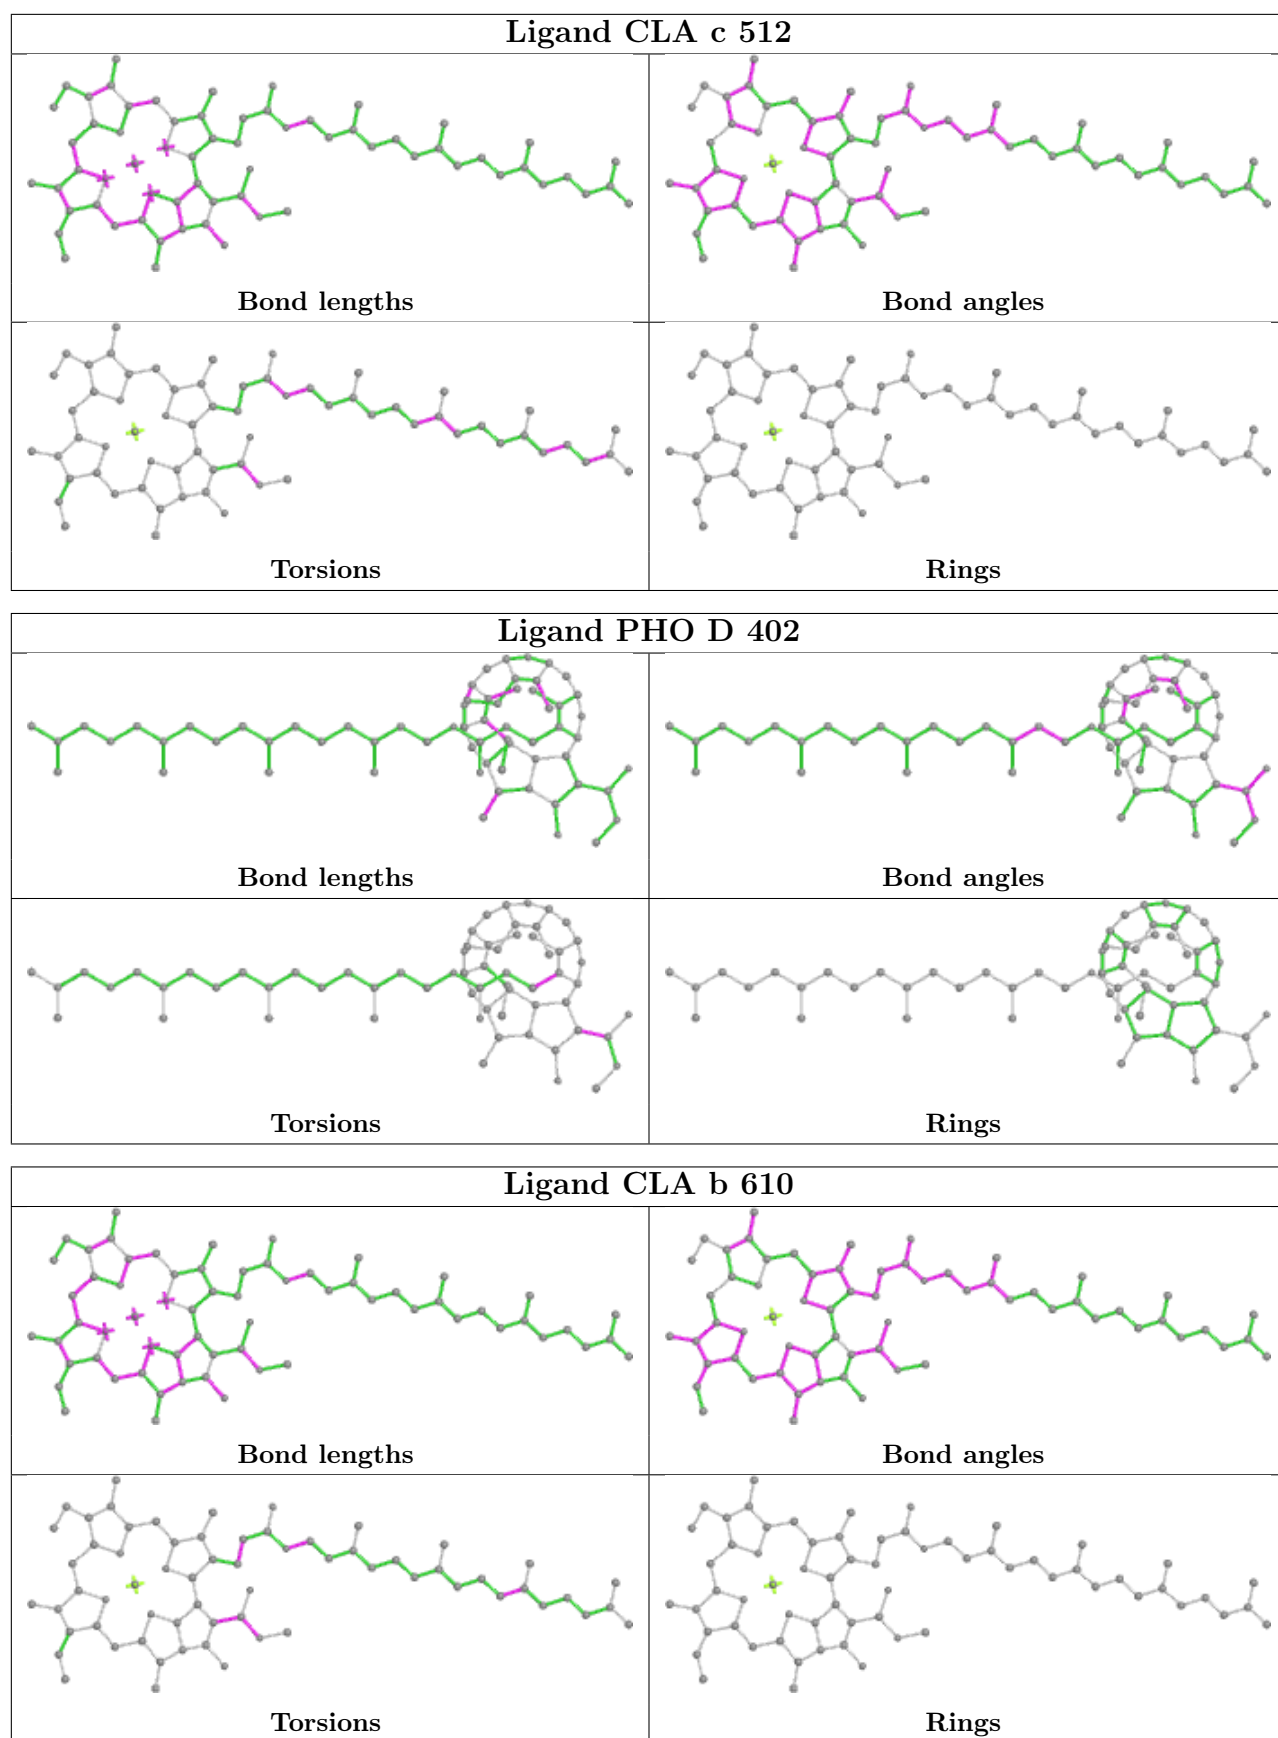 Ligand CLA c 512
Bond lengths
Bond angles
Torsions
Rings
Ligand PHO D 402
Bond lengths
Bond angles
Torsions
Rings
Ligand CLA b 610
Bond lengths
Bond angles
Torsions
Rings